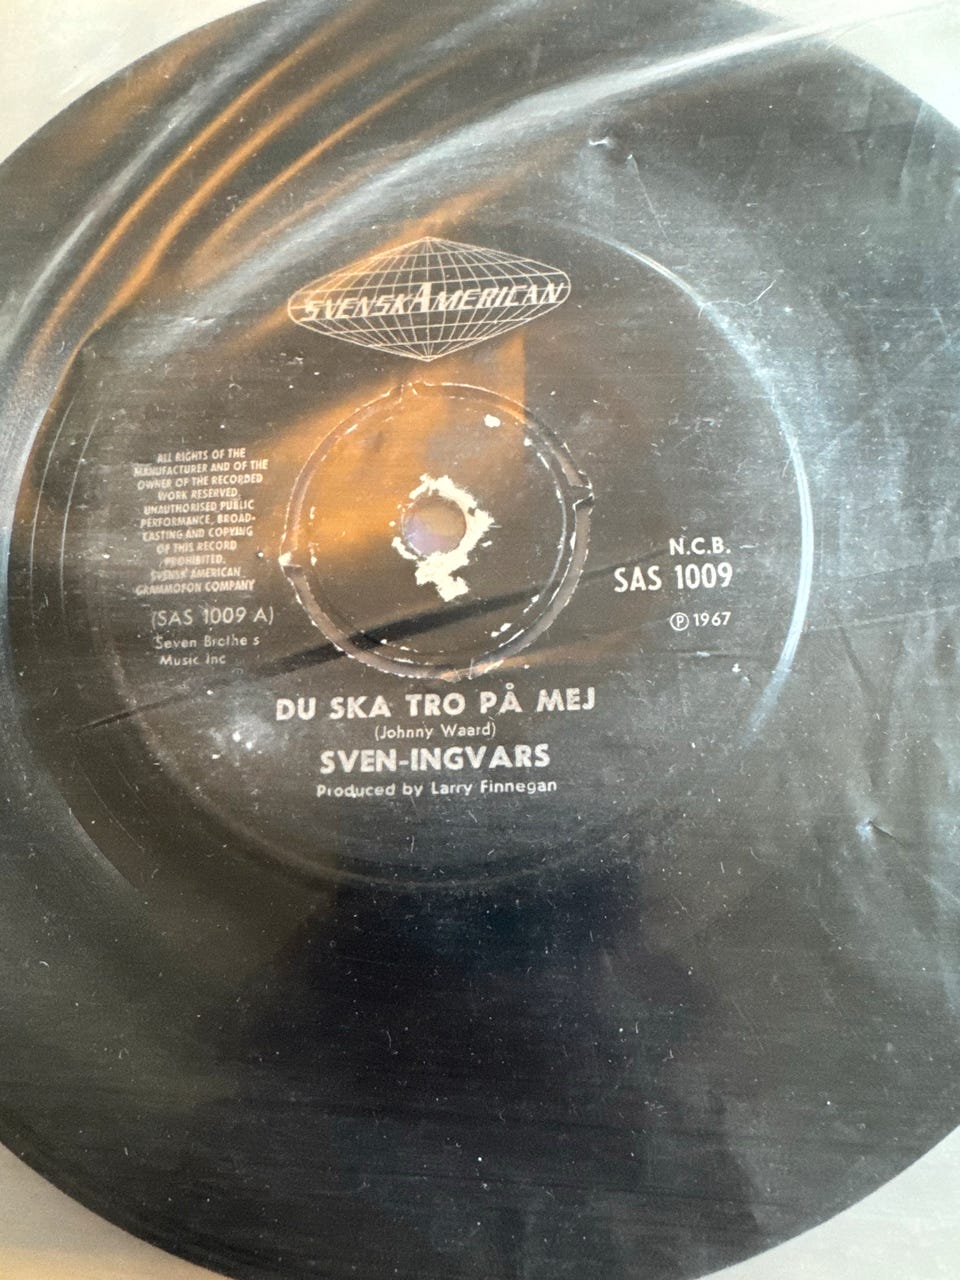 SVENSKAMERICAN
ALL RIGHTS OF THE
MANUFACTURER AND OF THE
OWNER OF THE RECORDED
WORK RESERVED.
UNAUTHORISED PUBLIC
PERFORMANCE, BROAD-
CASTING AND COPYING
OF THIS RECORD
PROHIBITED.
SVENSK AMERICAN
GRAMMOFON COMPANY
(SAS 1009 A)
Seven Brothe s
Music Inc
N.C.B.
SAS 1009
Ⓟ 1967
DU SKA TRO PÅ MEJ
(Johnny Waard)
SVEN-INGVARS
Produced by Larry Finnegan